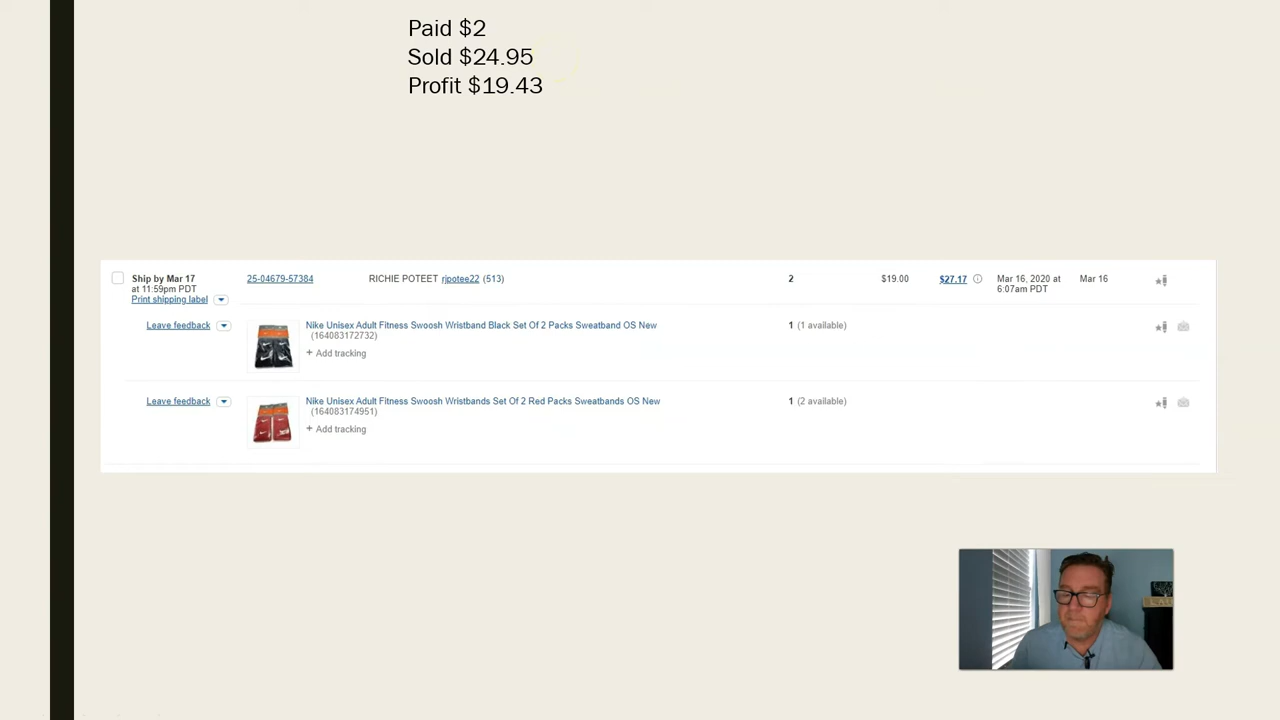 Paid $2
Sold $24.95
Profit $19.43
Ship by Mar 17 25-04679-57384 RICHIE POTEET rjpotee22 (513) 2 $19.00 $27.17 Mar 16, 2020 at Mar 16
at 11:59pm PDT 6:07am PDT
Print shipping label
Leave feedback Nike Unisex Adult Fitness Swoosh Wristband Black Set Of 2 Packs Sweatband OS New 1 (1 available)
(164083172732)
+ Add tracking
Leave feedback Nike Unisex Adult Fitness Swoosh Wristbands Set Of 2 Red Packs Sweatbands OS New 1 (2 available)
(164083174951)
+ Add tracking